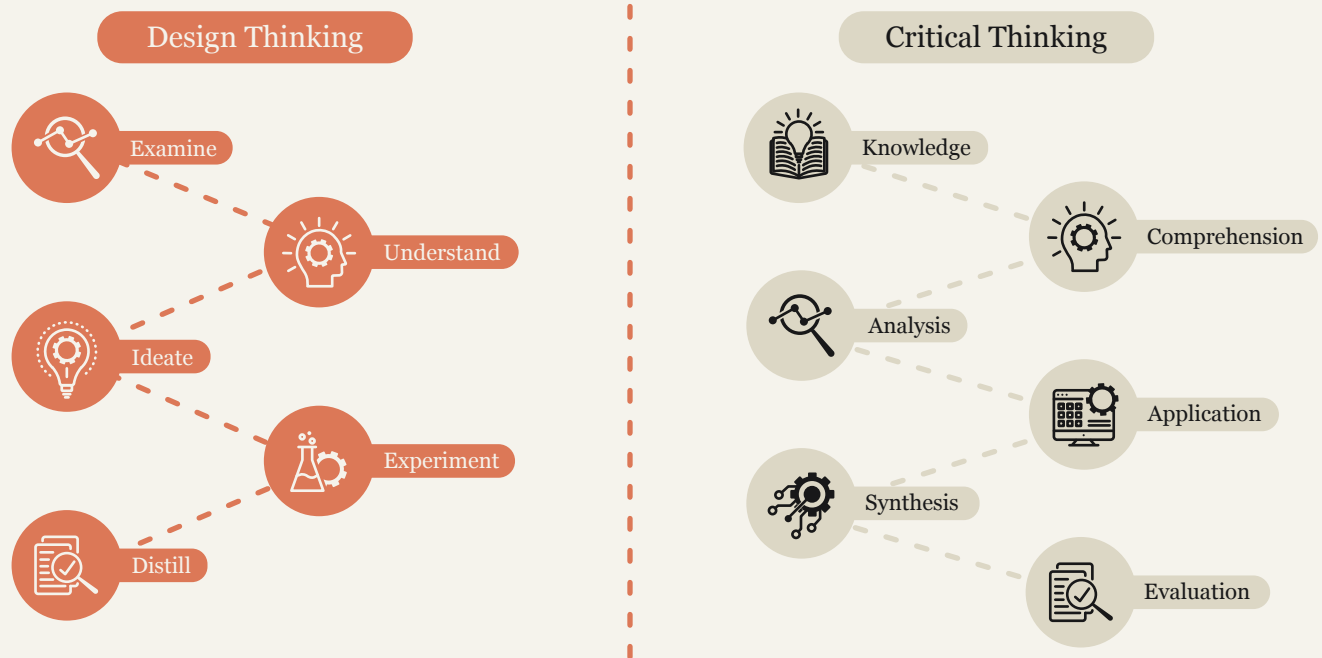 Design Thinking
Examine
Understand
Ideate
Experiment
Distill
Critical Thinking
Knowledge
Comprehension
Analysis
Application
Synthesis
Evaluation